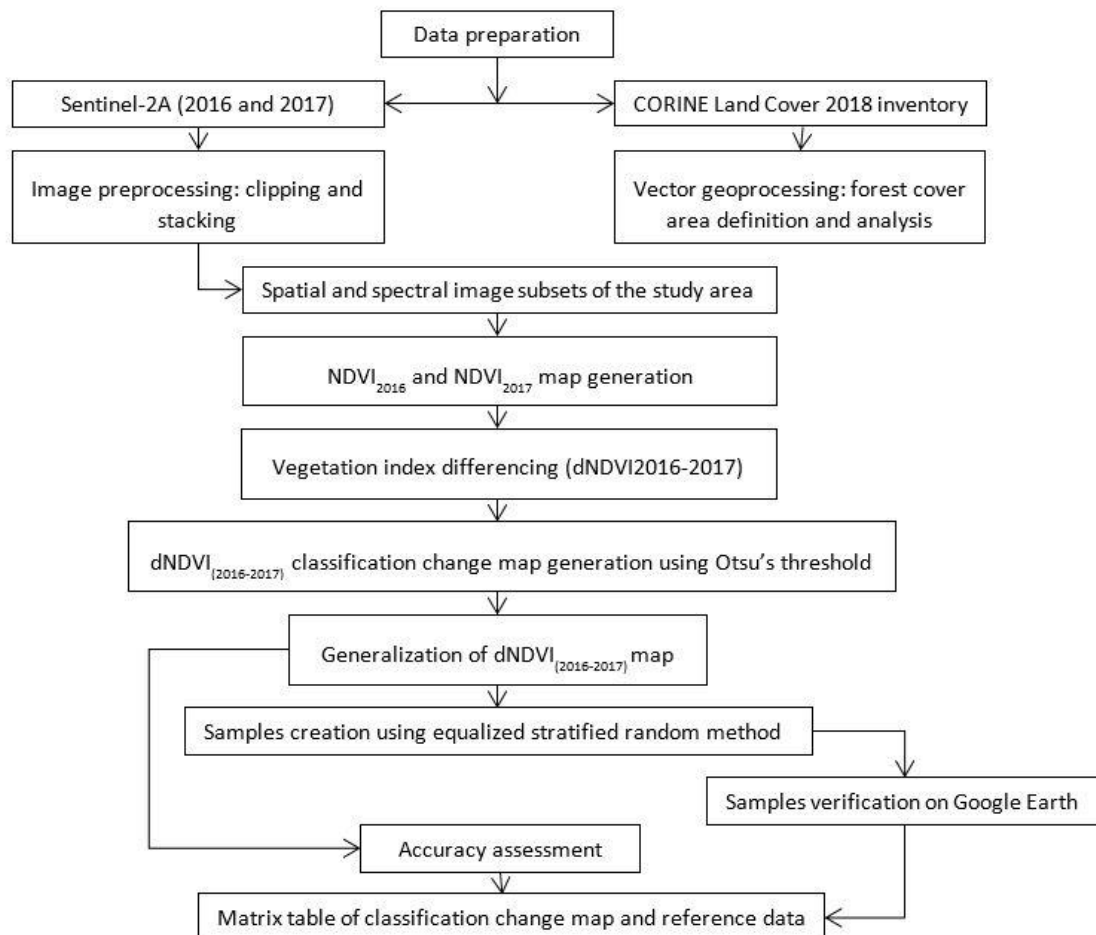 Data preparation
Sentinel-2A (2016 and 2017)
CORINE Land Cover 2018 inventory
Image preprocessing: clipping and
stacking
Vector geoprocessing: forest cover
area definition and analysis
Spatial and spectral image subsets of the study area
NDVI2016 and NDVI2017 map generation
Vegetation index differencing (dNDVI2016-2017)
dNDVI(2016-2017) classification change map generation using Otsu’s threshold
Generalization of dNDVI(2016-2017) map
Samples creation using equalized stratified random method
Samples verification on Google Earth
Accuracy assessment
Matrix table of classification change map and reference data